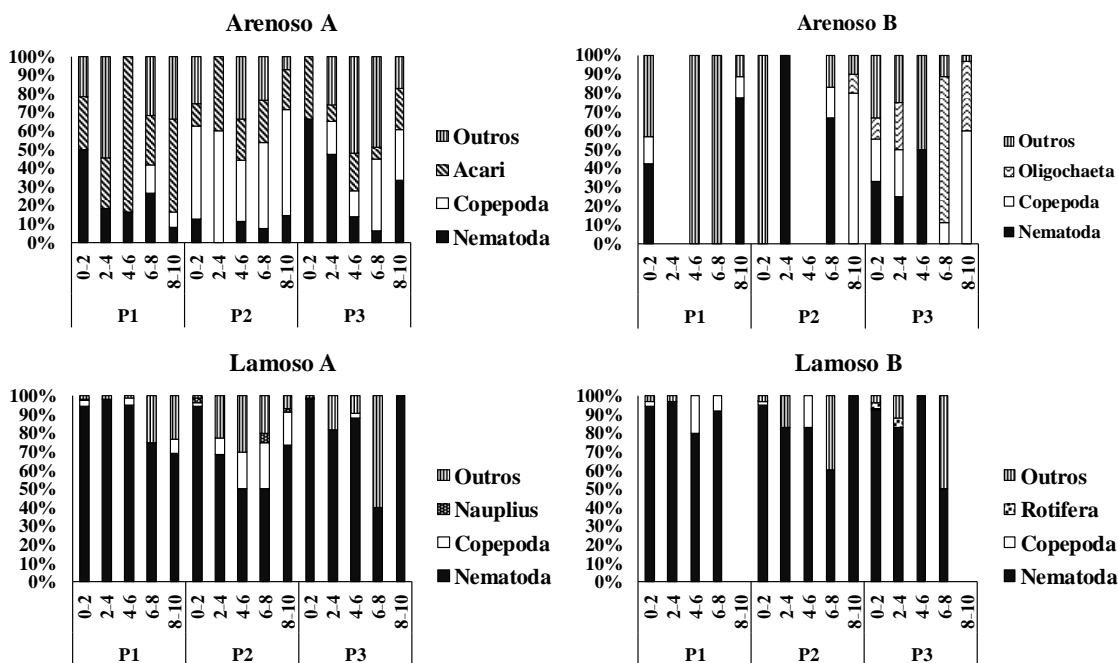 Arenoso A
100%
90%
80%
70%
60%
50%
40%
30%
20%
10%
0%
0-2 2-4 4-6 6-8 8-10 0-2 2-4 4-6 6-8 8-10 0-2 2-4 4-6 6-8 8-10
P1 P2 P3
Outros
Acari
Copepoda
Nematoda
Arenoso B
100%
90%
80%
70%
60%
50%
40%
30%
20%
10%
0%
0-2 2-4 4-6 6-8 8-10 0-2 2-4 4-6 6-8 8-10 0-2 2-4 4-6 6-8 8-10
P1 P2 P3
Outros
Oligochaeta
Copepoda
Nematoda
Lamoso A
100%
90%
80%
70%
60%
50%
40%
30%
20%
10%
0%
0-2 2-4 4-6 6-8 8-10 0-2 2-4 4-6 6-8 8-10 0-2 2-4 4-6 6-8 8-10
P1 P2 P3
Outros
Nauplius
Copepoda
Nematoda
Lamoso B
100%
90%
80%
70%
60%
50%
40%
30%
20%
10%
0%
0-2 2-4 4-6 6-8 8-10 0-2 2-4 4-6 6-8 8-10 0-2 2-4 4-6 6-8 8-10
P1 P2 P3
Outros
Rotifera
Copepoda
Nematoda